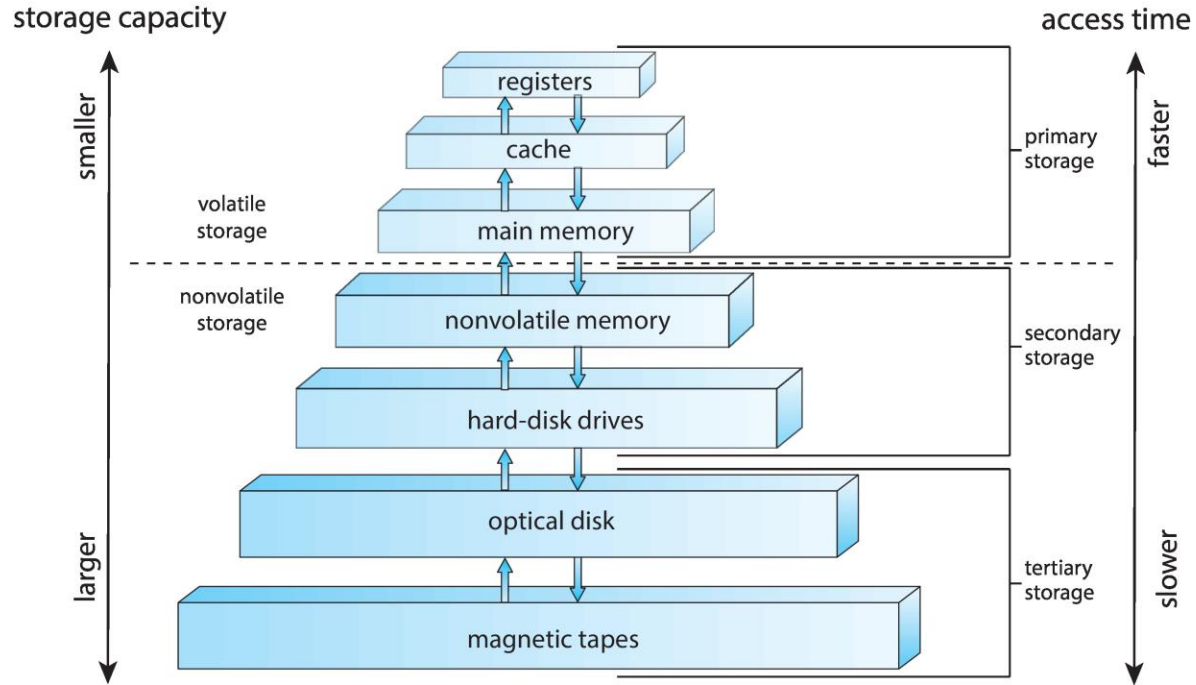 storage capacity
access time
smaller
faster
registers
cache
primary
storage
main memory
volatile
storage
nonvolatile
storage
nonvolatile memory
secondary
storage
hard-disk drives
optical disk
larger
slower
tertiary
storage
magnetic tapes